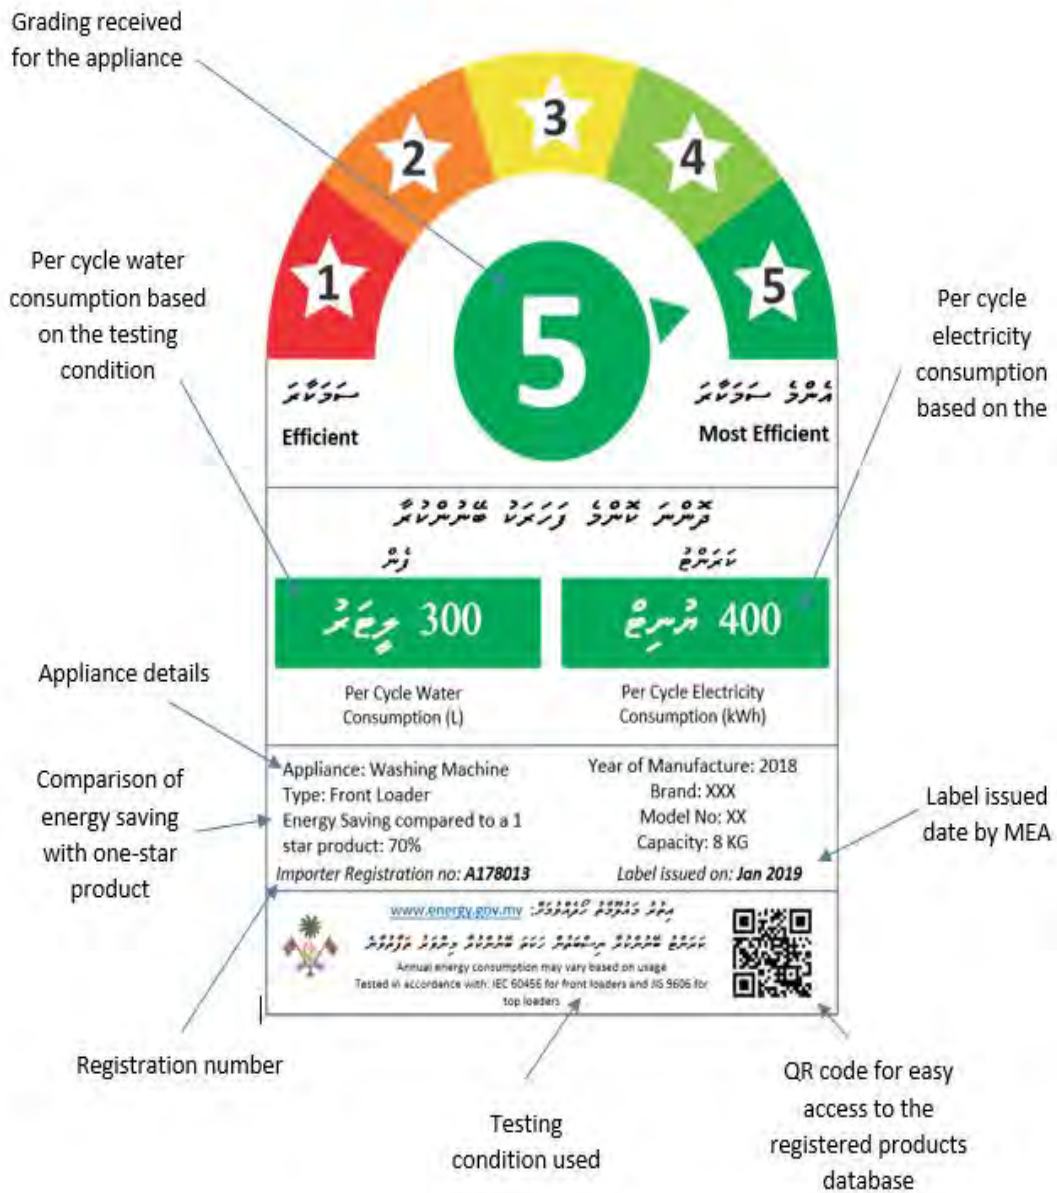 Grading received
for the appliance
1
2
3
4
5
5
Per cycle water
consumption based
on the testing
condition
Per cycle
electricity
consumption
based on the
ސަމަކާރަ
Efficient
އެންމެ ސަމަކާރަ
Most Efficient
ދޮންނަ ކޮންމެ ފަހަރަކު ބޭނުންކުރާ
ފެން
ކަރަންޓު
300 ލީޓަރު
400 ޔުނިޓް
Per Cycle Water
Consumption (L)
Per Cycle Electricity
Consumption (kWh)
Appliance details
Comparison of
energy saving
with one-star
product
Appliance: Washing Machine
Type: Front Loader
Energy Saving compared to a 1
star product: 70%
Importer Registration no: A178013
Year of Manufacture: 2018
Brand: XXX
Model No: XX
Capacity: 8 KG
Label issued on: Jan 2019
Label issued
date by MEA
އިތުރު މަޢުލޫމާތު ހޯދެއްވުމަށް: www.energy.gov.mv
ކަރަންޓު ބޭނުންކުރާ ނިސްބަތުން ހަކަތަ ބޭނުންކުރާ މިންވަރު ތަފާތުވާނެ
Annual energy consumption may vary based on usage
Tested in accordance with: IEC 60456 for front loaders and JIS 9606 for
top loaders
Registration number
Testing
condition used
QR code for easy
access to the
registered products
database